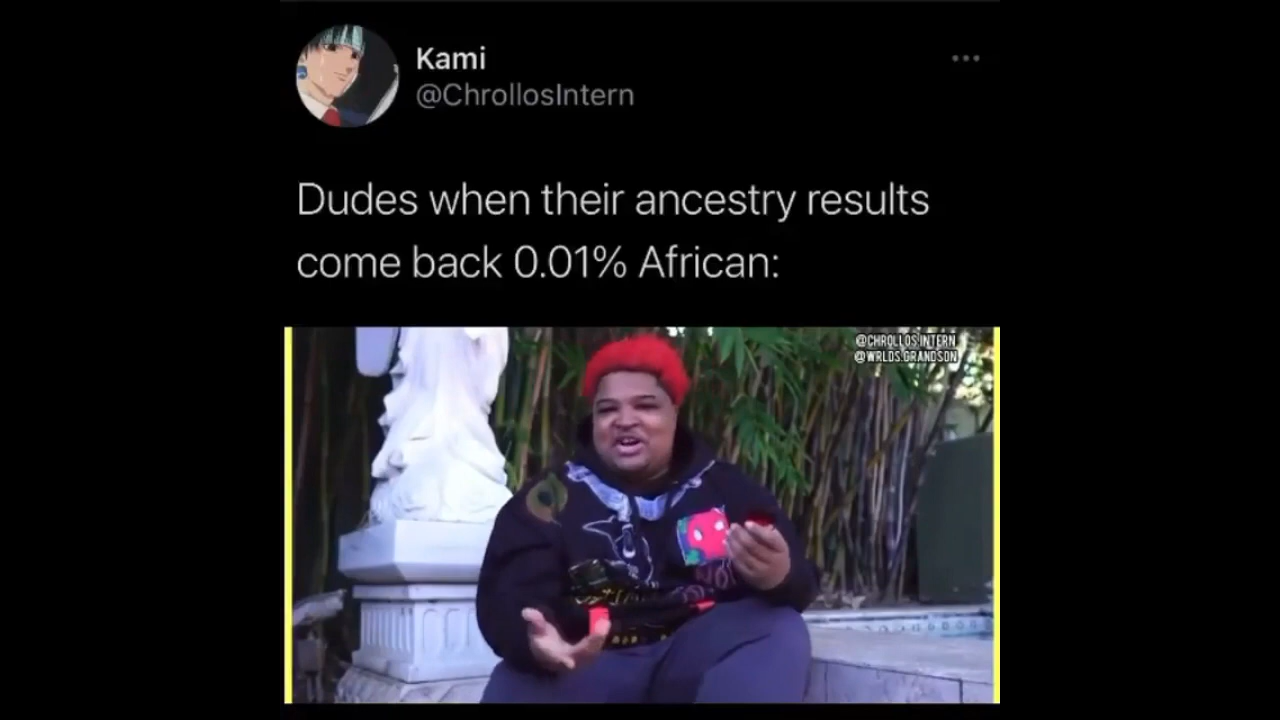 Kami
@ChrollosIntern
Dudes when their ancestry results
come back 0.01% African:
@CHROLLOS.INTERN
@WRLDS.GRANDSON